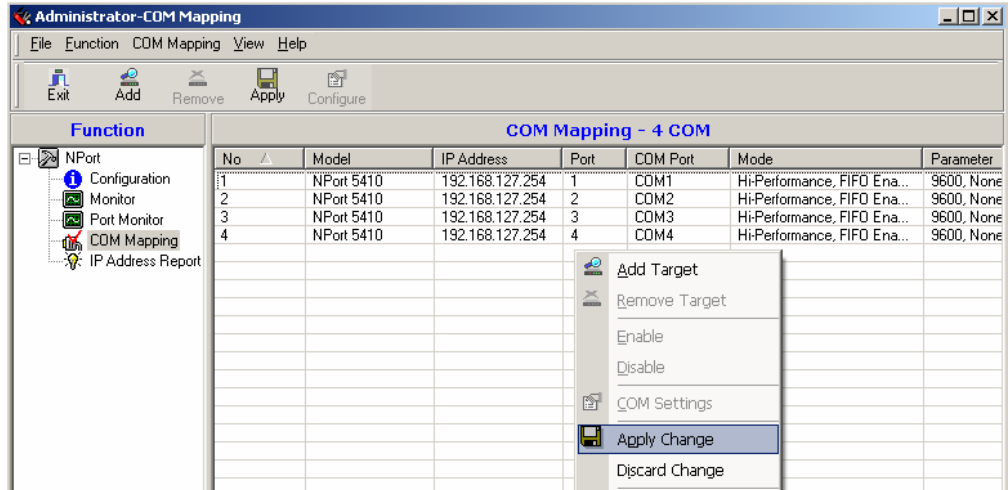 Administrator-COM Mapping
File Function COM Mapping View Help
Exit Add Remove Apply Configure
Function
COM Mapping - 4 COM
NPort
Configuration
Monitor
Port Monitor
COM Mapping
IP Address Report
No Model IP Address Port COM Port Mode Parameter
1 NPort 5410 192.168.127.254 1 COM1 Hi-Performance, FIFO Ena... 9600, None
2 NPort 5410 192.168.127.254 2 COM2 Hi-Performance, FIFO Ena... 9600, None
3 NPort 5410 192.168.127.254 3 COM3 Hi-Performance, FIFO Ena... 9600, None
4 NPort 5410 192.168.127.254 4 COM4 Hi-Performance, FIFO Ena... 9600, None
Add Target
Remove Target
Enable
Disable
COM Settings
Apply Change
Discard Change